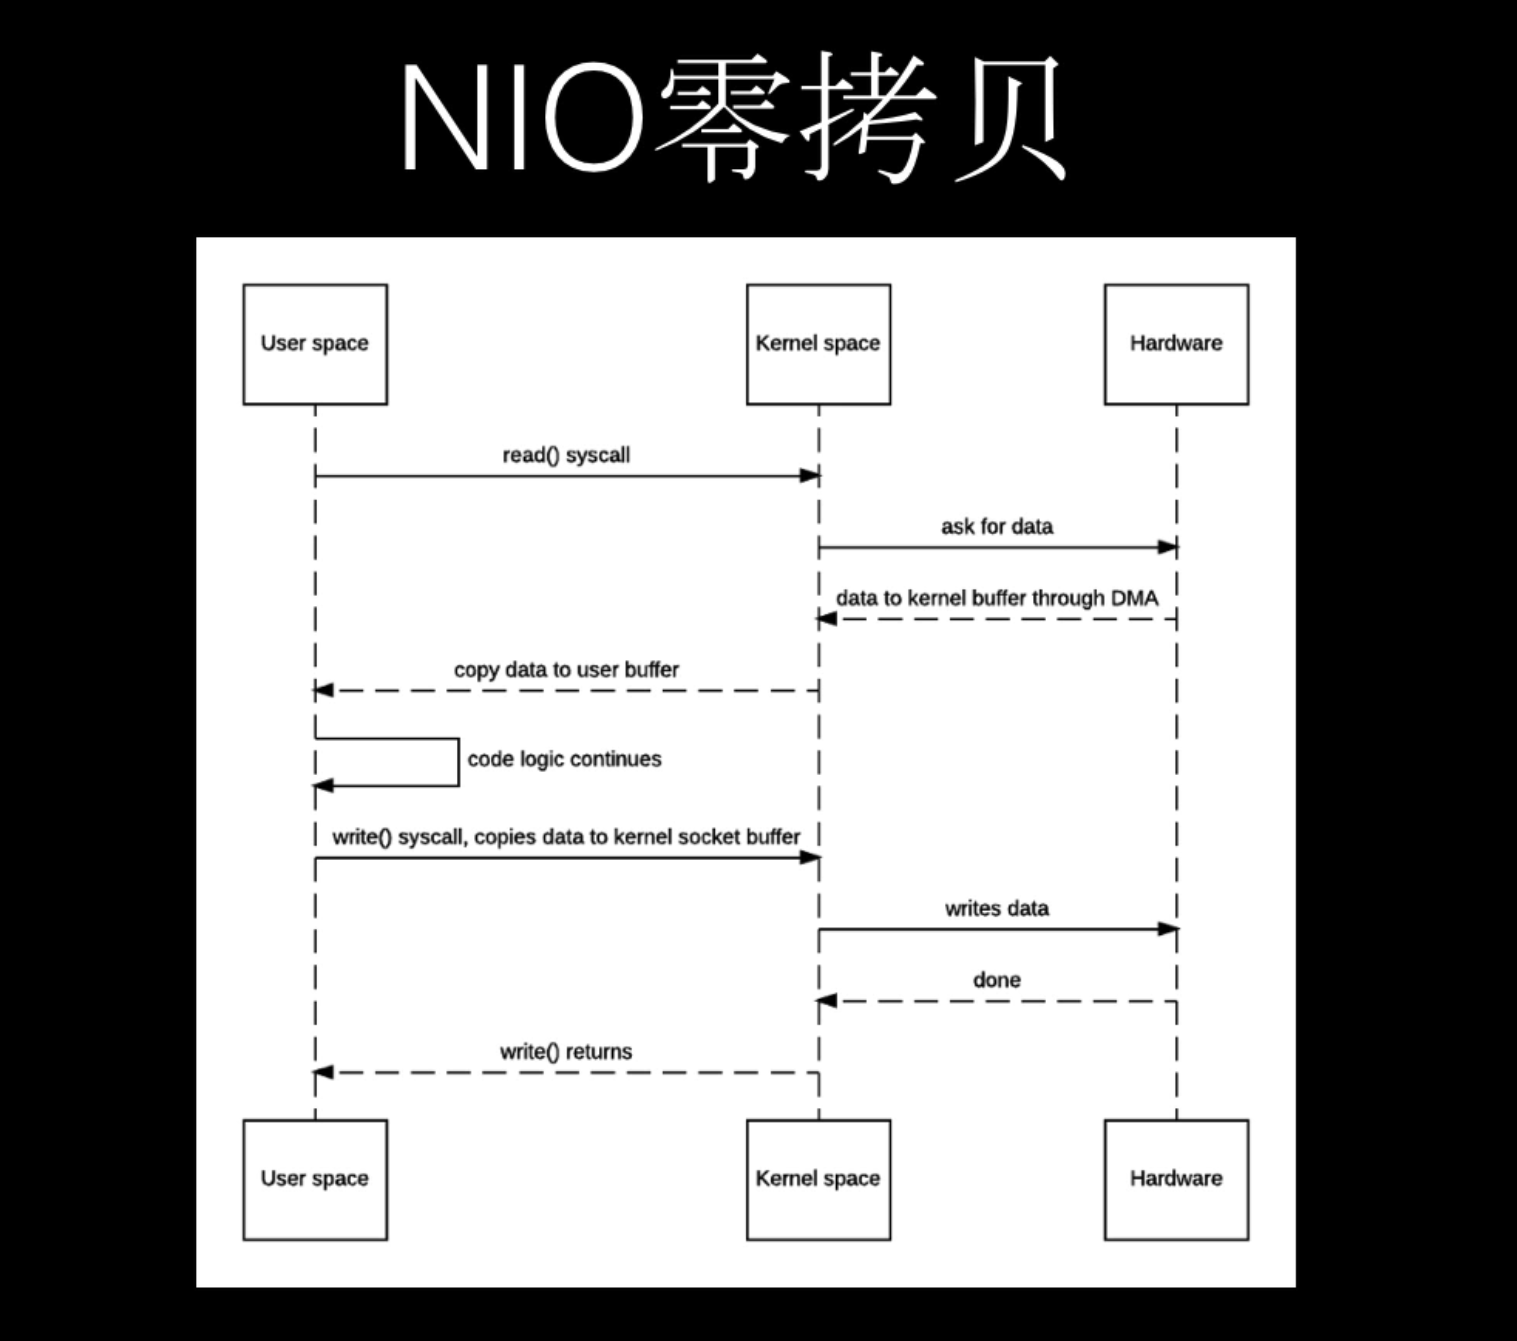 NIO零拷贝
User space
Kernel space
Hardware
read() syscall
ask for data
data to kernel buffer through DMA
copy data to user buffer
code logic continues
write() syscall, copies data to kernel socket buffer
writes data
done
write() returns
User space
Kernel space
Hardware